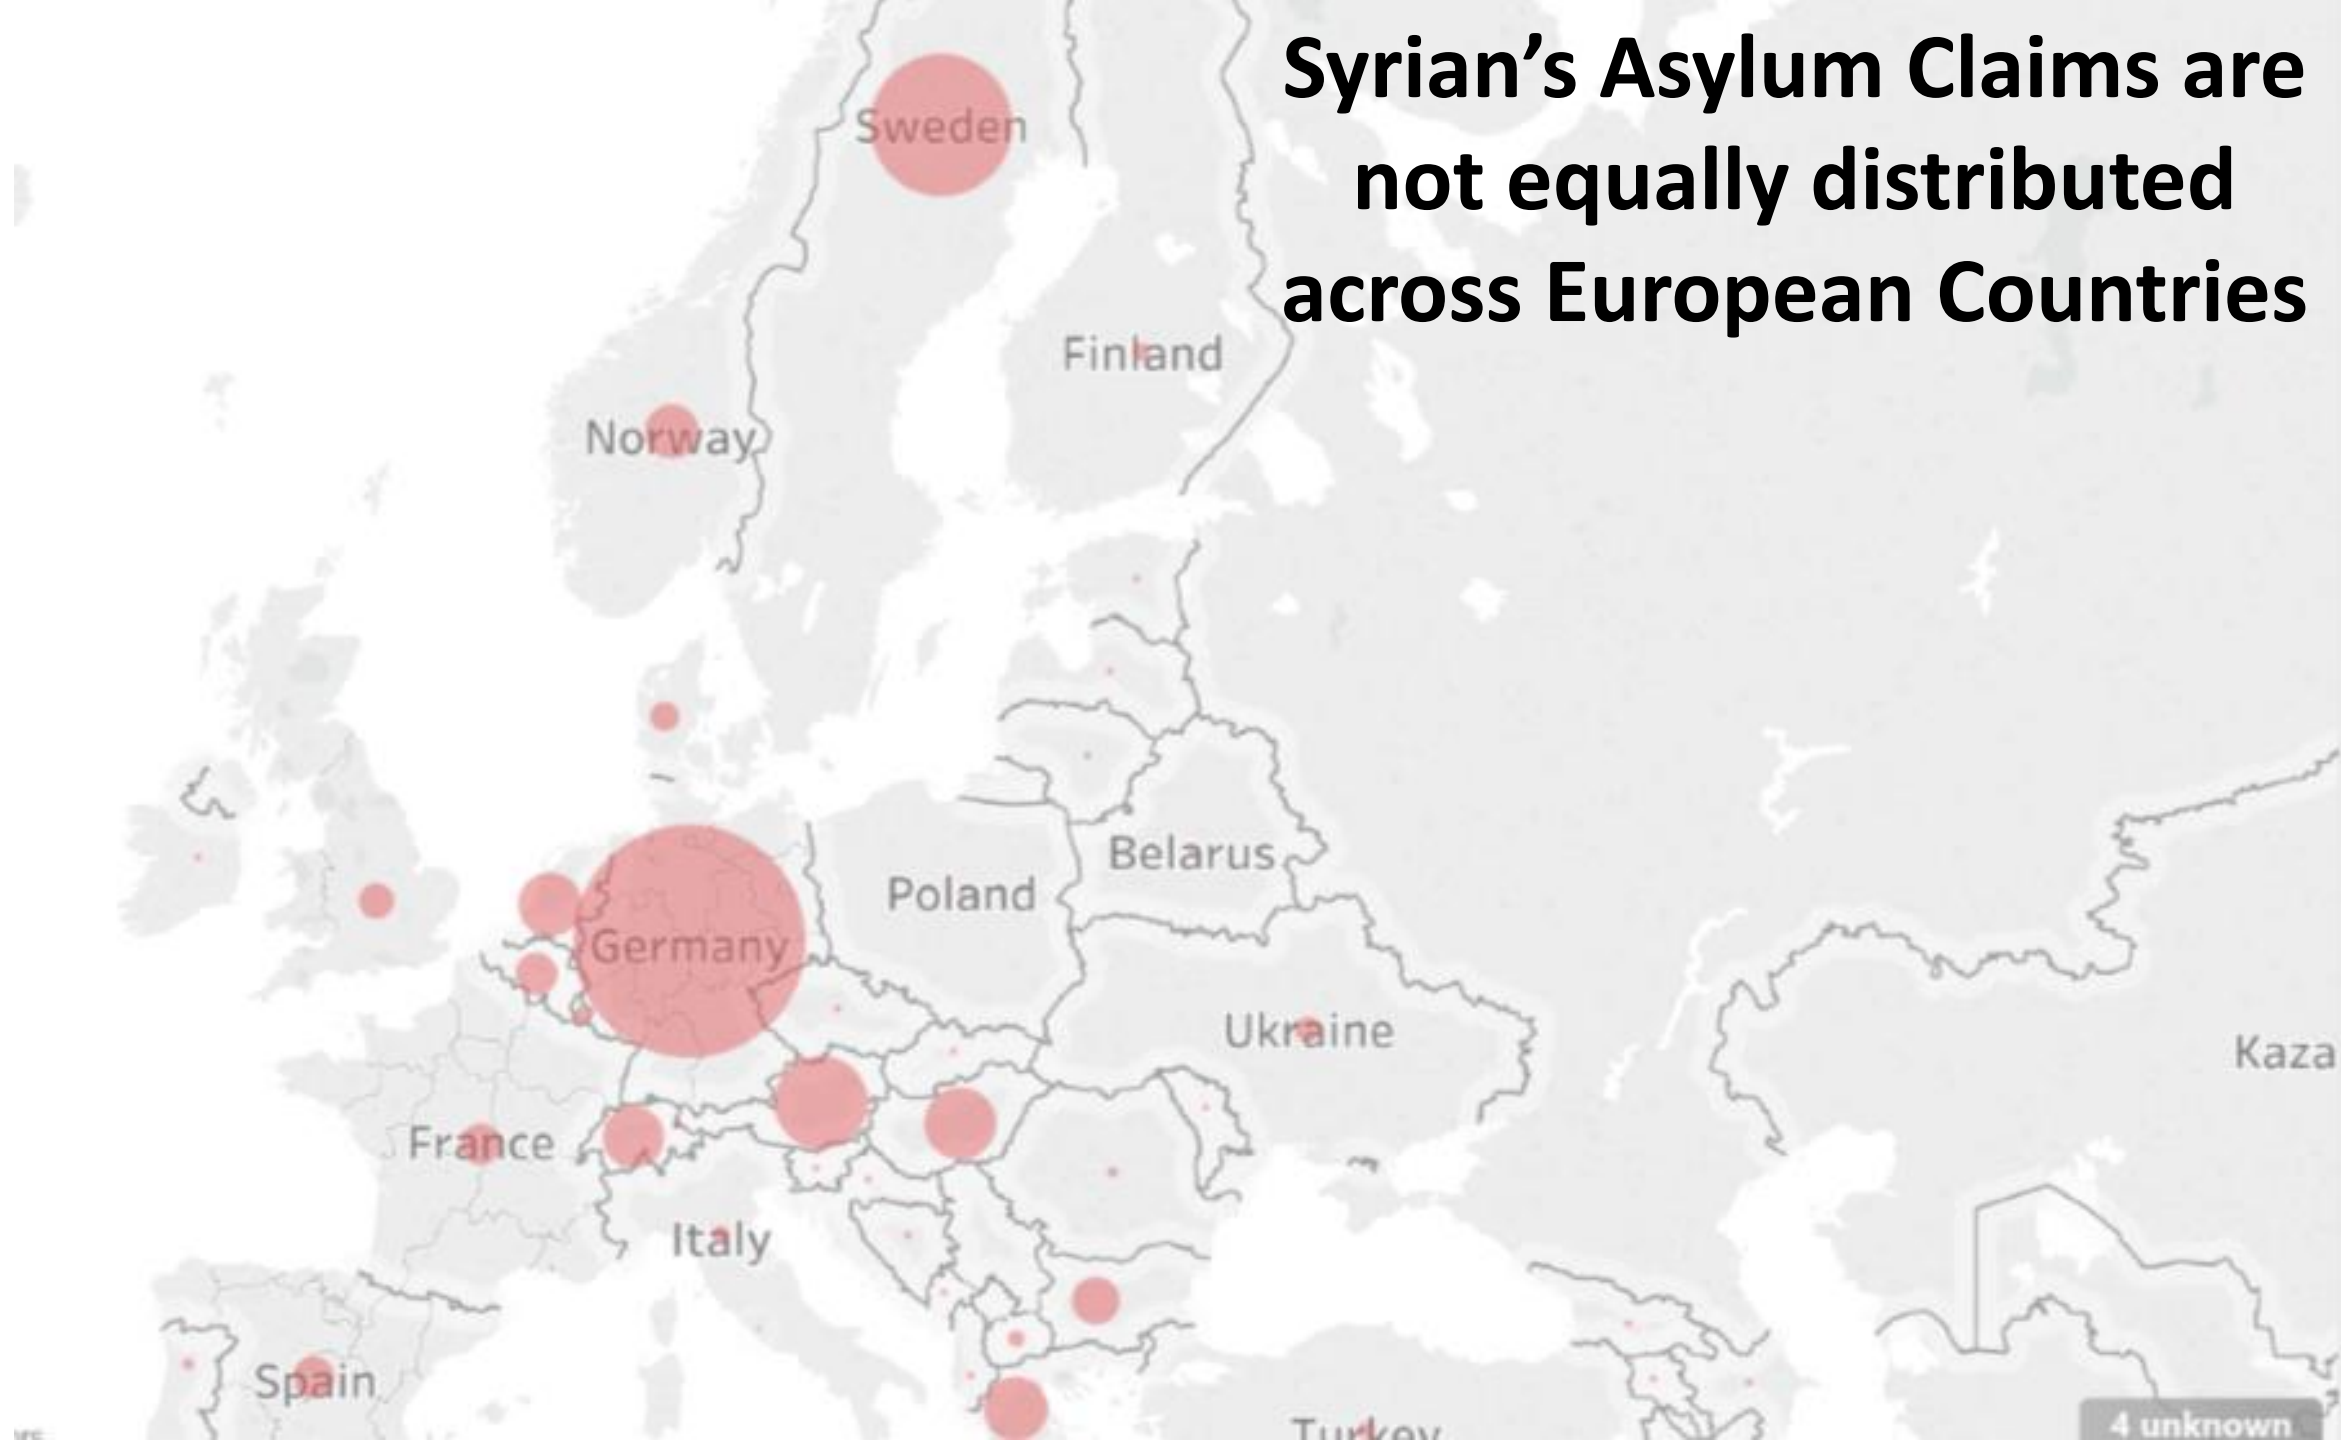 Syrian’s Asylum Claims are
not equally distributed
across European Countries
Sweden
Finland
Norway
Belarus
Poland
Germany
Ukraine
Kaza
France
Italy
Spain
Turkey
4 unknown